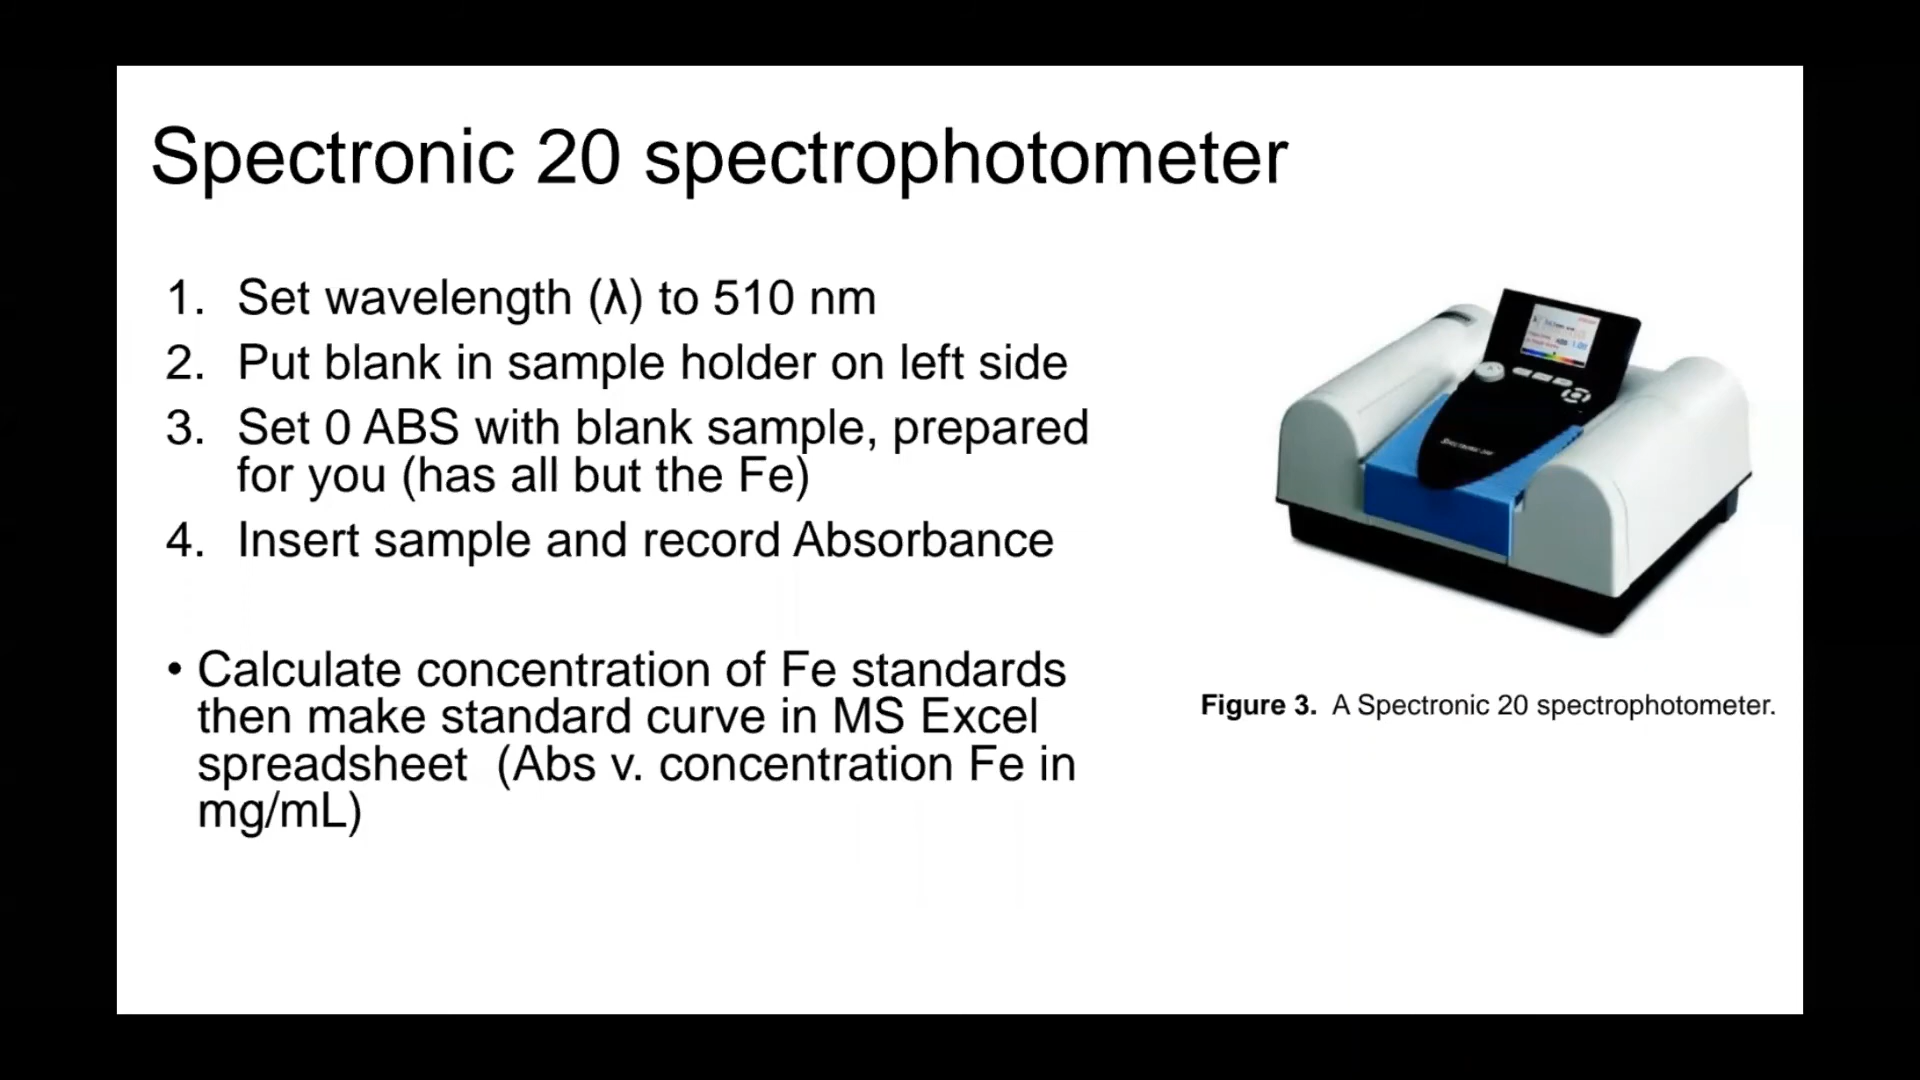 Spectronic 20 spectrophotometer
1. Set wavelength (λ) to 510 nm
2. Put blank in sample holder on left side
3. Set 0 ABS with blank sample, prepared
for you (has all but the Fe)
4. Insert sample and record Absorbance
• Calculate concentration of Fe standards
then make standard curve in MS Excel
spreadsheet  (Abs v. concentration Fe in
mg/mL)
Figure 3.  A Spectronic 20 spectrophotometer.